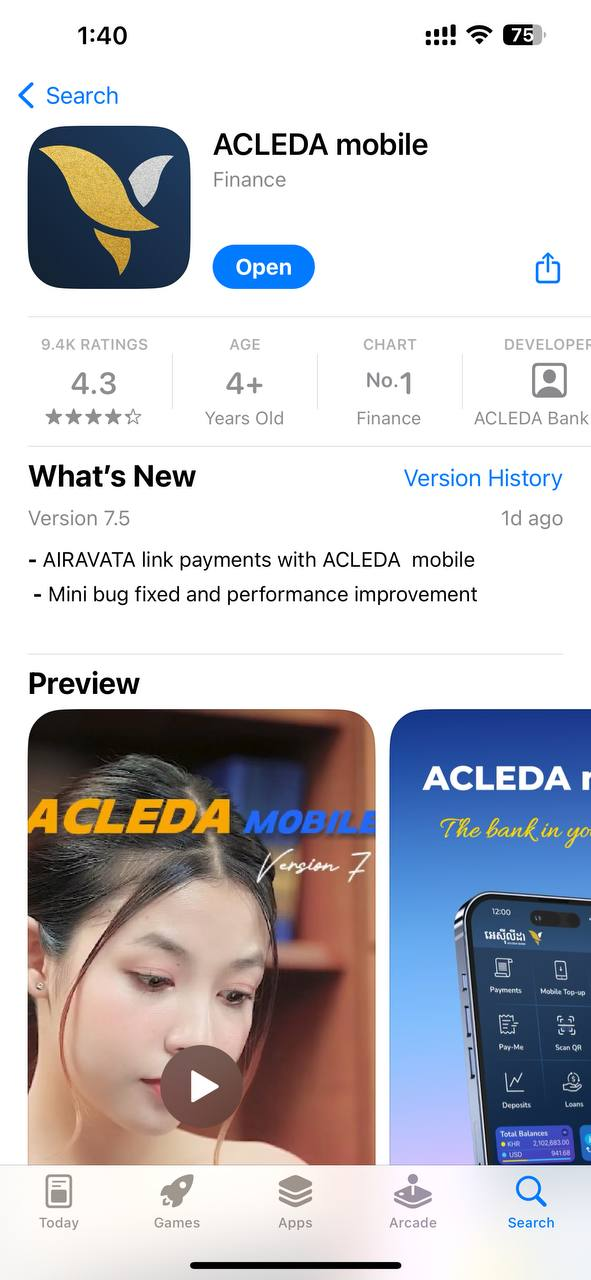 1:40
75
Search
ACLEDA mobile
Finance
Open
9.4K RATINGS
4.3
AGE
4+
Years Old
CHART
No.1
Finance
DEVELOPER
ACLEDA Bank
What's New
Version History
Version 7.5
1d ago
- AIRAVATA link payments with ACLEDA  mobile
- Mini bug fixed and performance improvement
Preview
ACLEDA MOBILE
Version 7
ACLEDA
The bank in
12:00
អេស៊ីលីដា
Payments
Mobile Top-up
Pay-Me
Scan QR
Deposits
Loans
Total Balances
KHR 2,102,683.00
USD 941.68
Today
Games
Apps
Arcade
Search